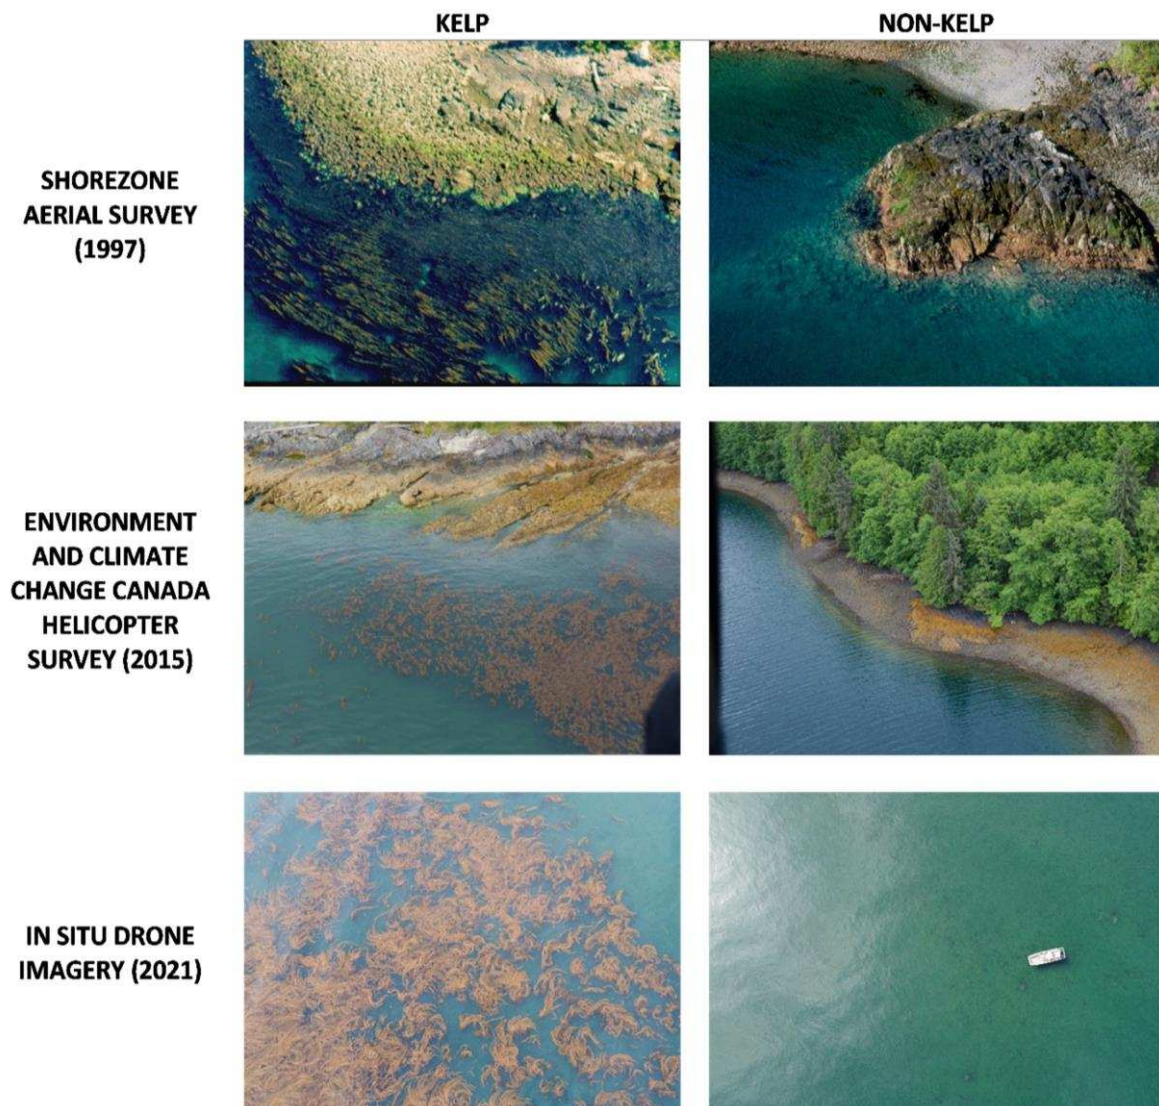 KELP
NON-KELP
SHOREZONE
AERIAL SURVEY
(1997)
ENVIRONMENT
AND CLIMATE
CHANGE CANADA
HELICOPTER
SURVEY (2015)
IN SITU DRONE
IMAGERY (2021)